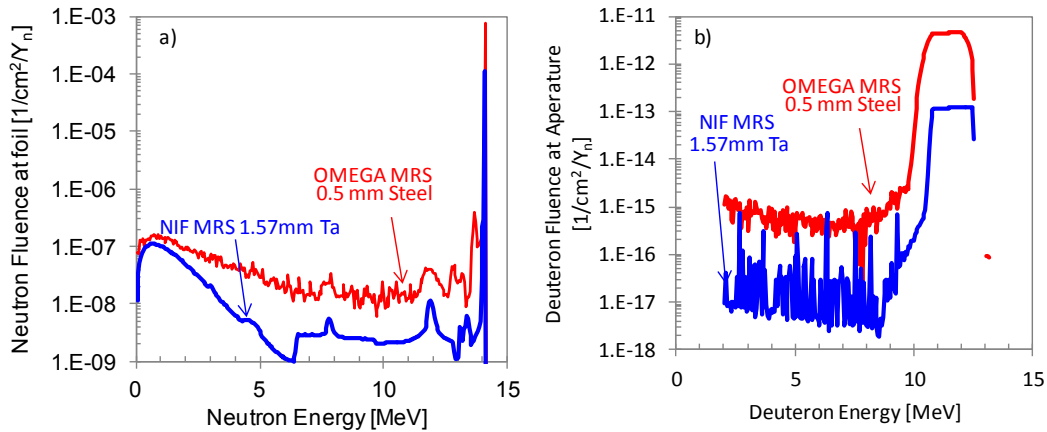 a)
Neutron Fluence at foil [1/cm²/Yₙ]
1.E-03
1.E-04
1.E-05
1.E-06
1.E-07
1.E-08
1.E-09
OMEGA MRS
0.5 mm Steel
NIF MRS 1.57mm Ta
0
5
10
15
Neutron Energy [MeV]
b)
Deuteron Fluence at Aperature
[1/cm²/Yₙ]
1.E-11
1.E-12
1.E-13
1.E-14
1.E-15
1.E-16
1.E-17
1.E-18
OMEGA MRS
0.5 mm Steel
NIF MRS
1.57mm Ta
0
5
10
15
Deuteron Energy [MeV]